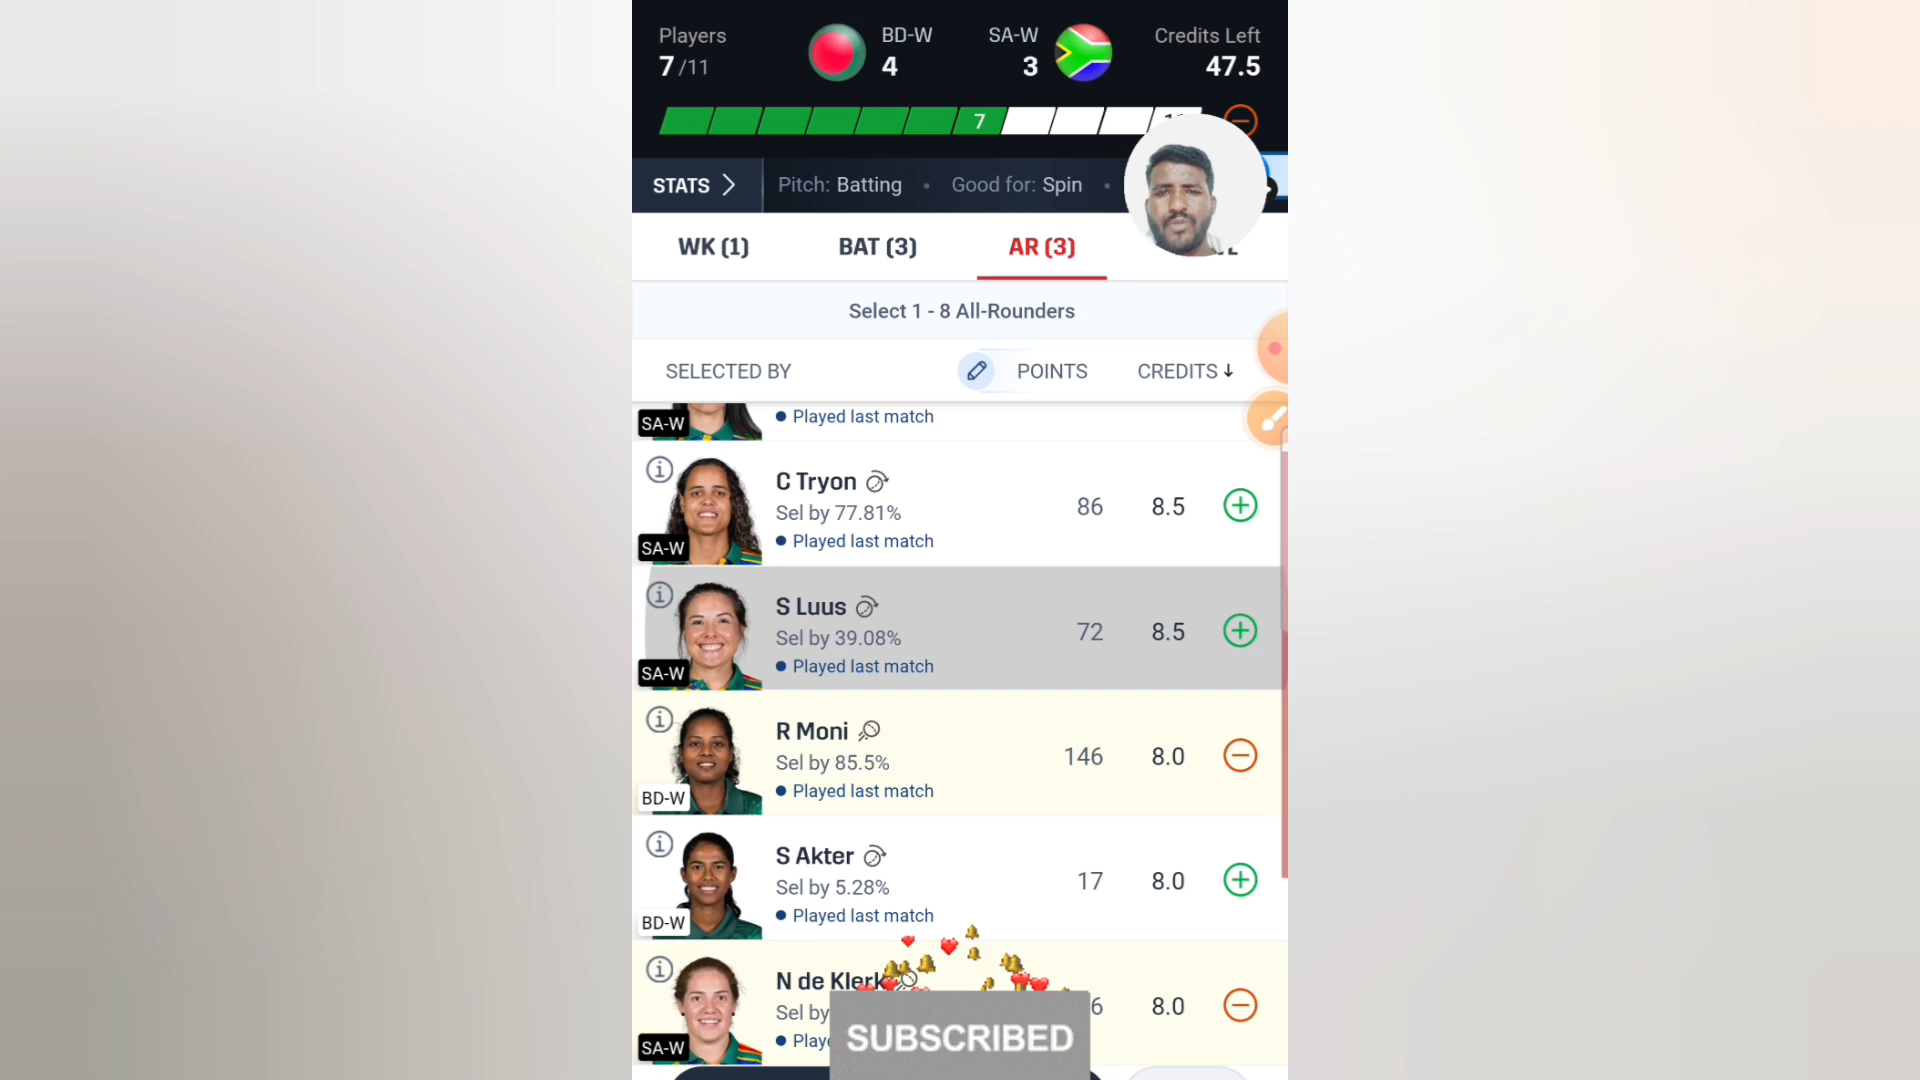 Players
7 /11
BD-W
4
SA-W
3
Credits Left
47.5
7
STATS
Pitch: Batting • Good for: Spin •
WK (1)
BAT (3)
AR (3)
Select 1 - 8 All-Rounders
SELECTED BY
POINTS
CREDITS↓
SA-W
Played last match
C Tryon
Sel by 77.81%
Played last match
SA-W
86
8.5
S Luus
Sel by 39.08%
Played last match
SA-W
72
8.5
R Moni
Sel by 85.5%
Played last match
BD-W
146
8.0
S Akter
Sel by 5.28%
Played last match
BD-W
17
8.0
N de Klerk
Sel by
SA-W
8.0
SUBSCRIBED